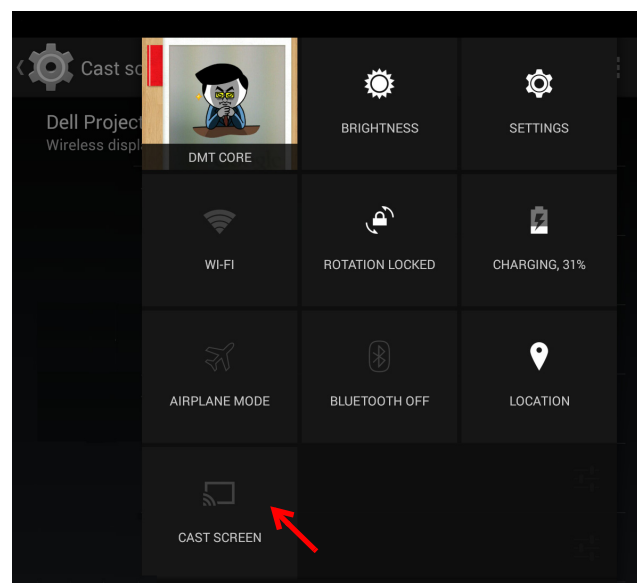 Cast sc
Dell Project
Wireless displ
DMT CORE
BRIGHTNESS
SETTINGS
WI-FI
ROTATION LOCKED
CHARGING, 31%
AIRPLANE MODE
BLUETOOTH OFF
LOCATION
CAST SCREEN